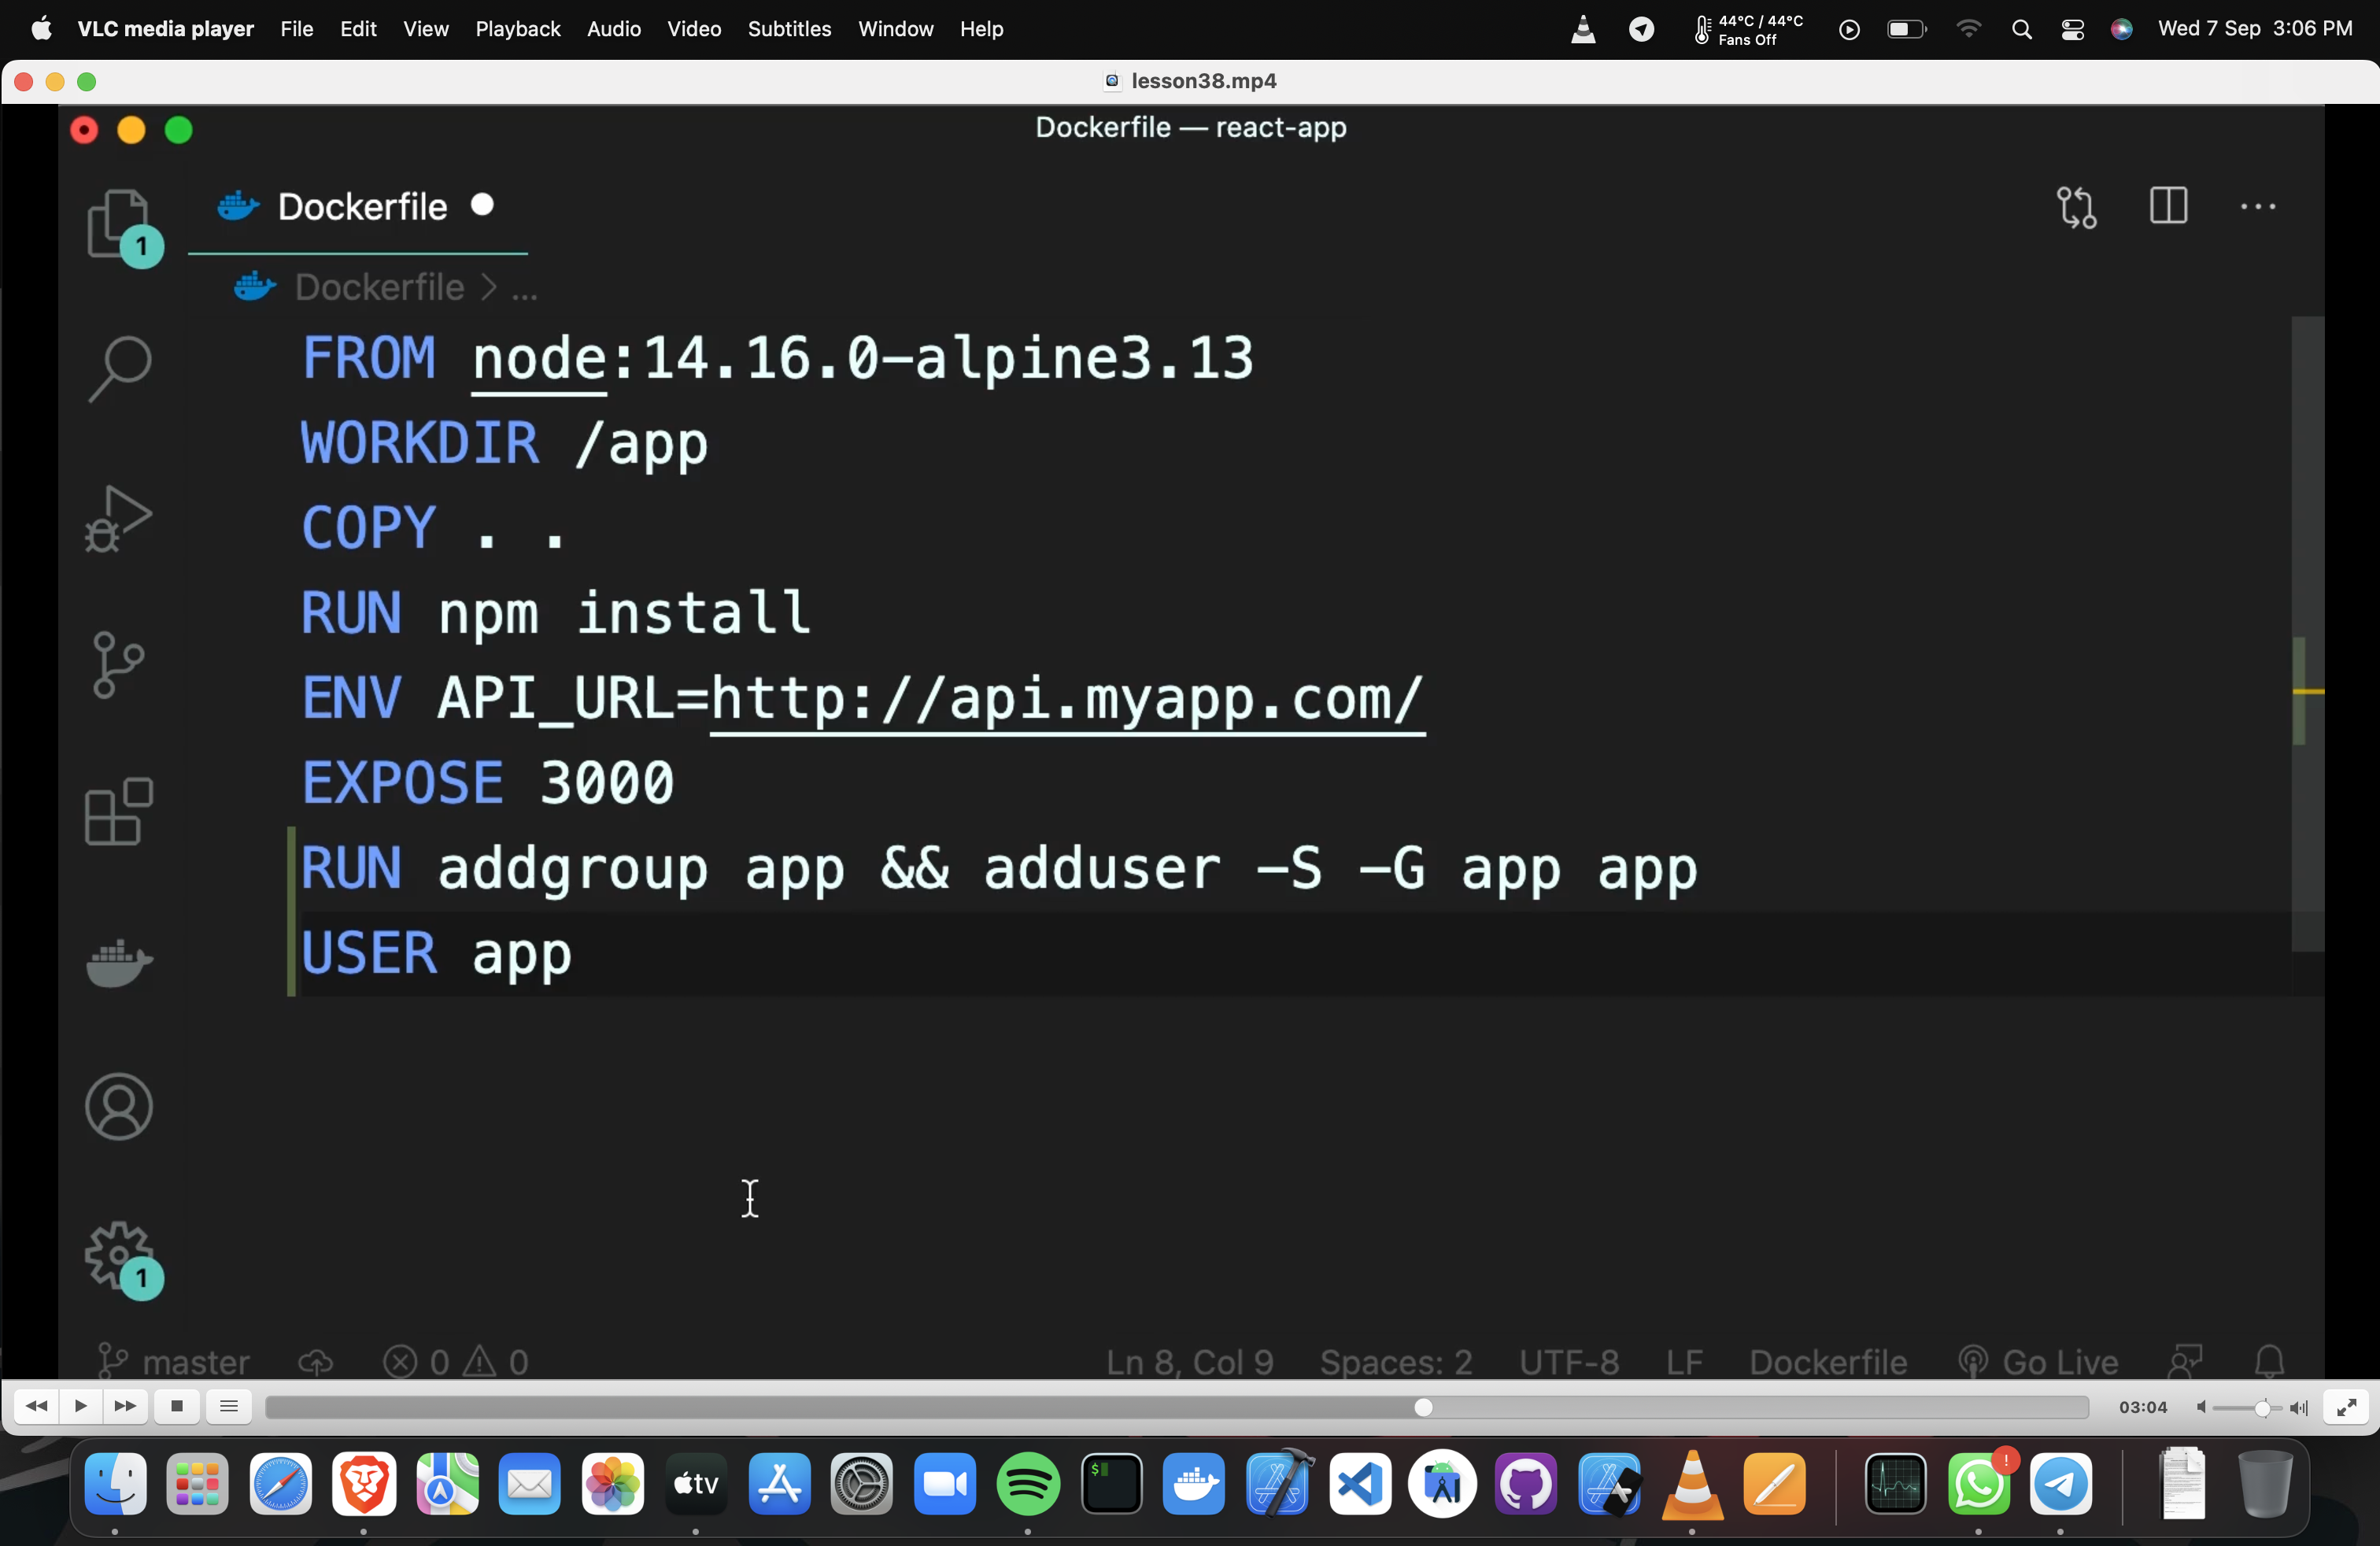 VLC media player File Edit View Playback Audio Video Subtitles Window Help
44°C / 44°C
Fans Off
Wed 7 Sep 3:06 PM
lesson38.mp4
Dockerfile — react-app
Dockerfile
1
Dockerfile > ...
FROM node:14.16.0-alpine3.13
WORKDIR /app
COPY . .
RUN npm install
ENV API_URL=http://api.myapp.com/
EXPOSE 3000
RUN addgroup app && adduser -S -G app app
USER app
1
master 0 0 Ln 8, Col 9 Spaces: 2 UTF-8 LF Dockerfile Go Live
03:04
tv
$
!